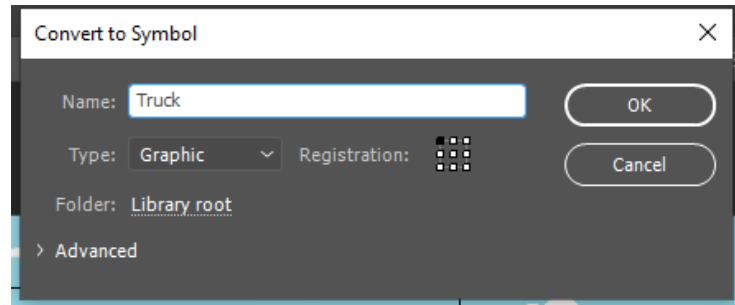 Convert to Symbol
Name: Truck OK
Type: Graphic Registration: Cancel
Folder: Library root
Advanced